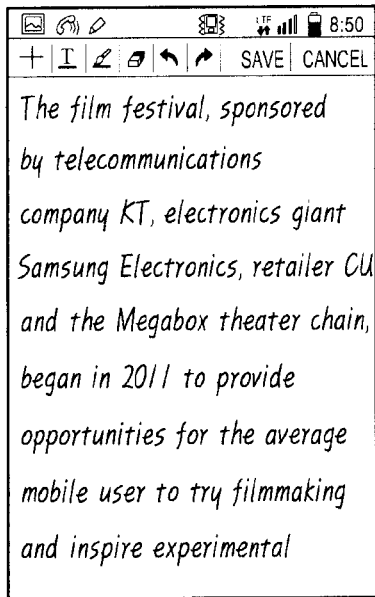 LTE 8:50
T SAVE CANCEL
The film festival, sponsored
by telecommunications
company KT, electronics giant
Samsung Electronics, retailer CU
and the Megabox theater chain,
began in 2011 to provide
opportunities for the average
mobile user to try filmmaking
and inspire experimental